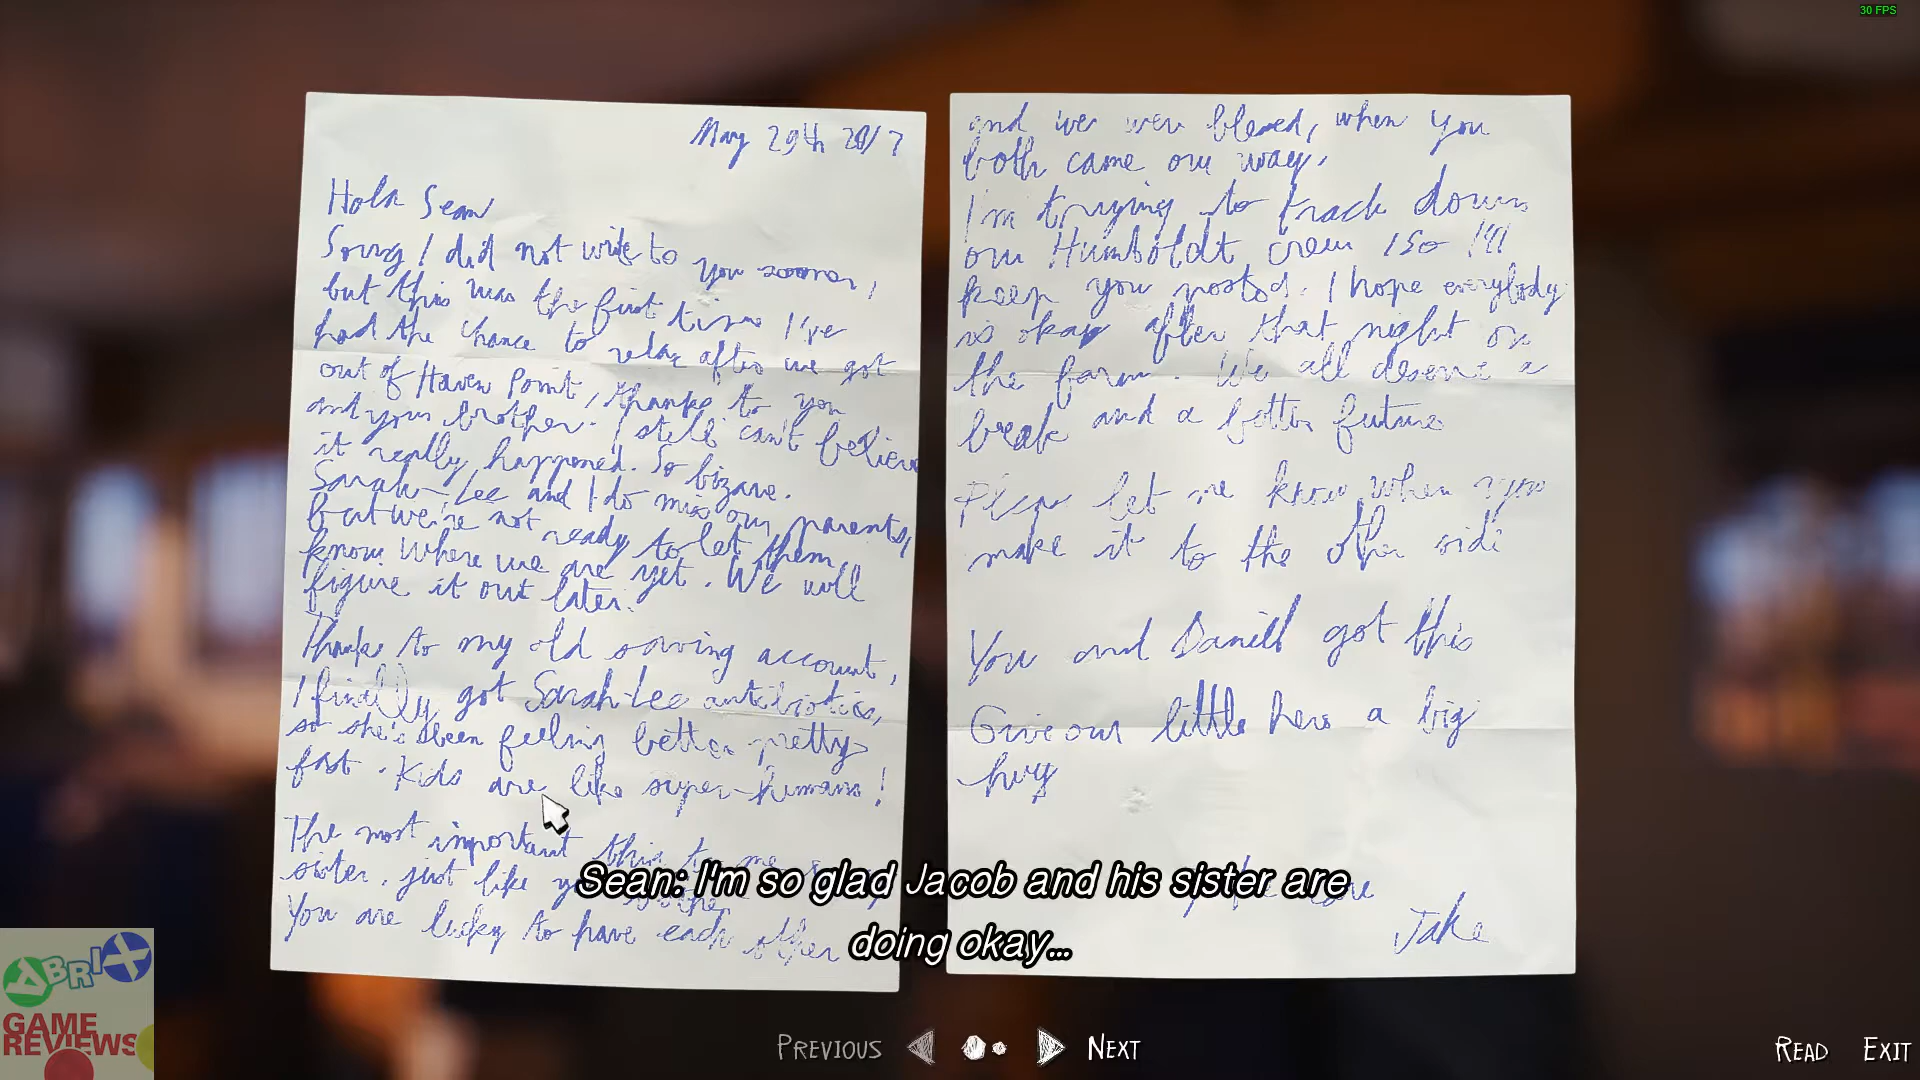 30 FPS
May 29th 2017
Hola Sean
Sorry I did not write to you sooner,
but this was the first time I've
had the chance to relax after we got
out of Haven Point, thanks to you
and your brother. I still can't believe
it really happened. So bizare.
Sarah-Lee and I do miss our parents,
but we're not ready to let them
know where we are yet. We will
figure it out later.
Thanks to my old saving account,
I finally got Sarah-Lee antibiotics,
so she's been feeling better pretty
fast. Kids are like super-humans!
The most important thing to me
sister, just like
You are lucky to have each other
and we were blessed, when you
both came our way.
I'm trying to track down
our Humboldt crew, so I'll
keep you posted. I hope everybody
is okay after that night on
the farm. We all deserve a
break and a better future
Please let me know when you
make it to the other side
You and Daniel got this
Give our little hero a big
hug
Jake
Sean: I'm so glad Jacob and his sister are
doing okay...
ABRIX
GAME
REVIEWS
PREVIOUS NEXT
READ EXIT